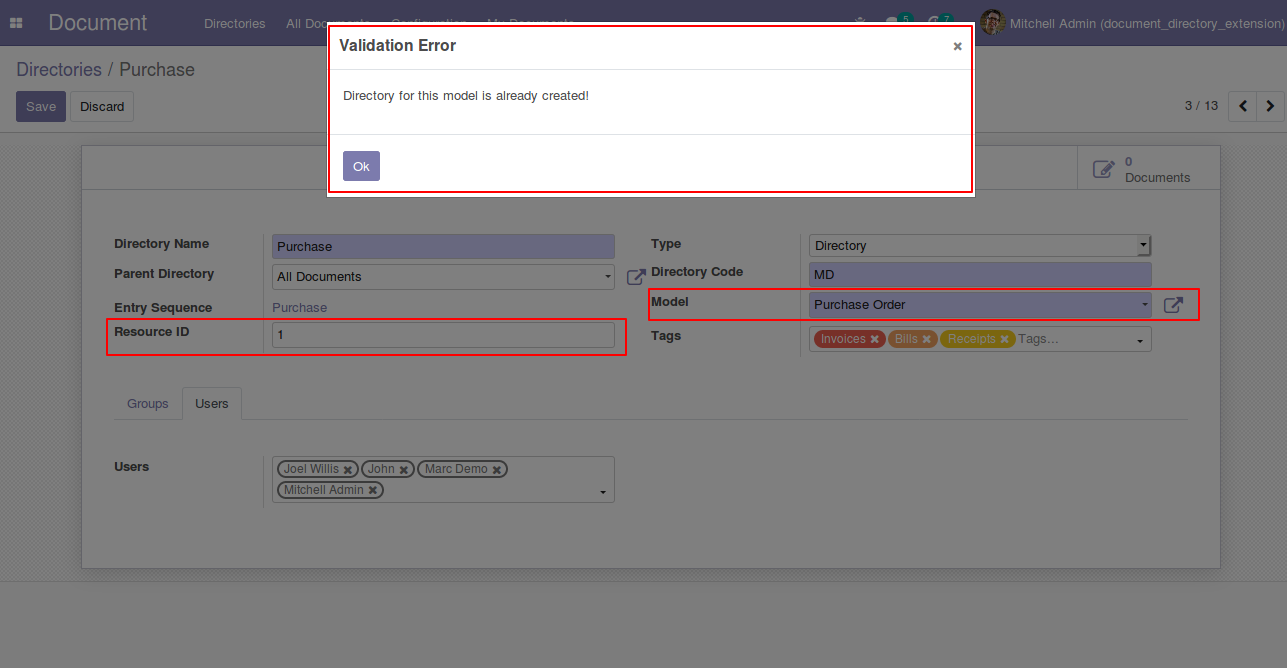 Document Directories All Documents Configuration My Documents 5 7 Mitchell Admin (document_directory_extension)
Validation Error ×
Directory for this model is already created!
Ok
Directories / Purchase
Save Discard
3 / 13
0
Documents
Directory Name Purchase
Type Directory
Parent Directory All Documents
Directory Code MD
Entry Sequence Purchase
Model Purchase Order
Resource ID 1
Tags Invoices Bills Receipts Tags...
Groups Users
Users Joel Willis John Marc Demo
Mitchell Admin